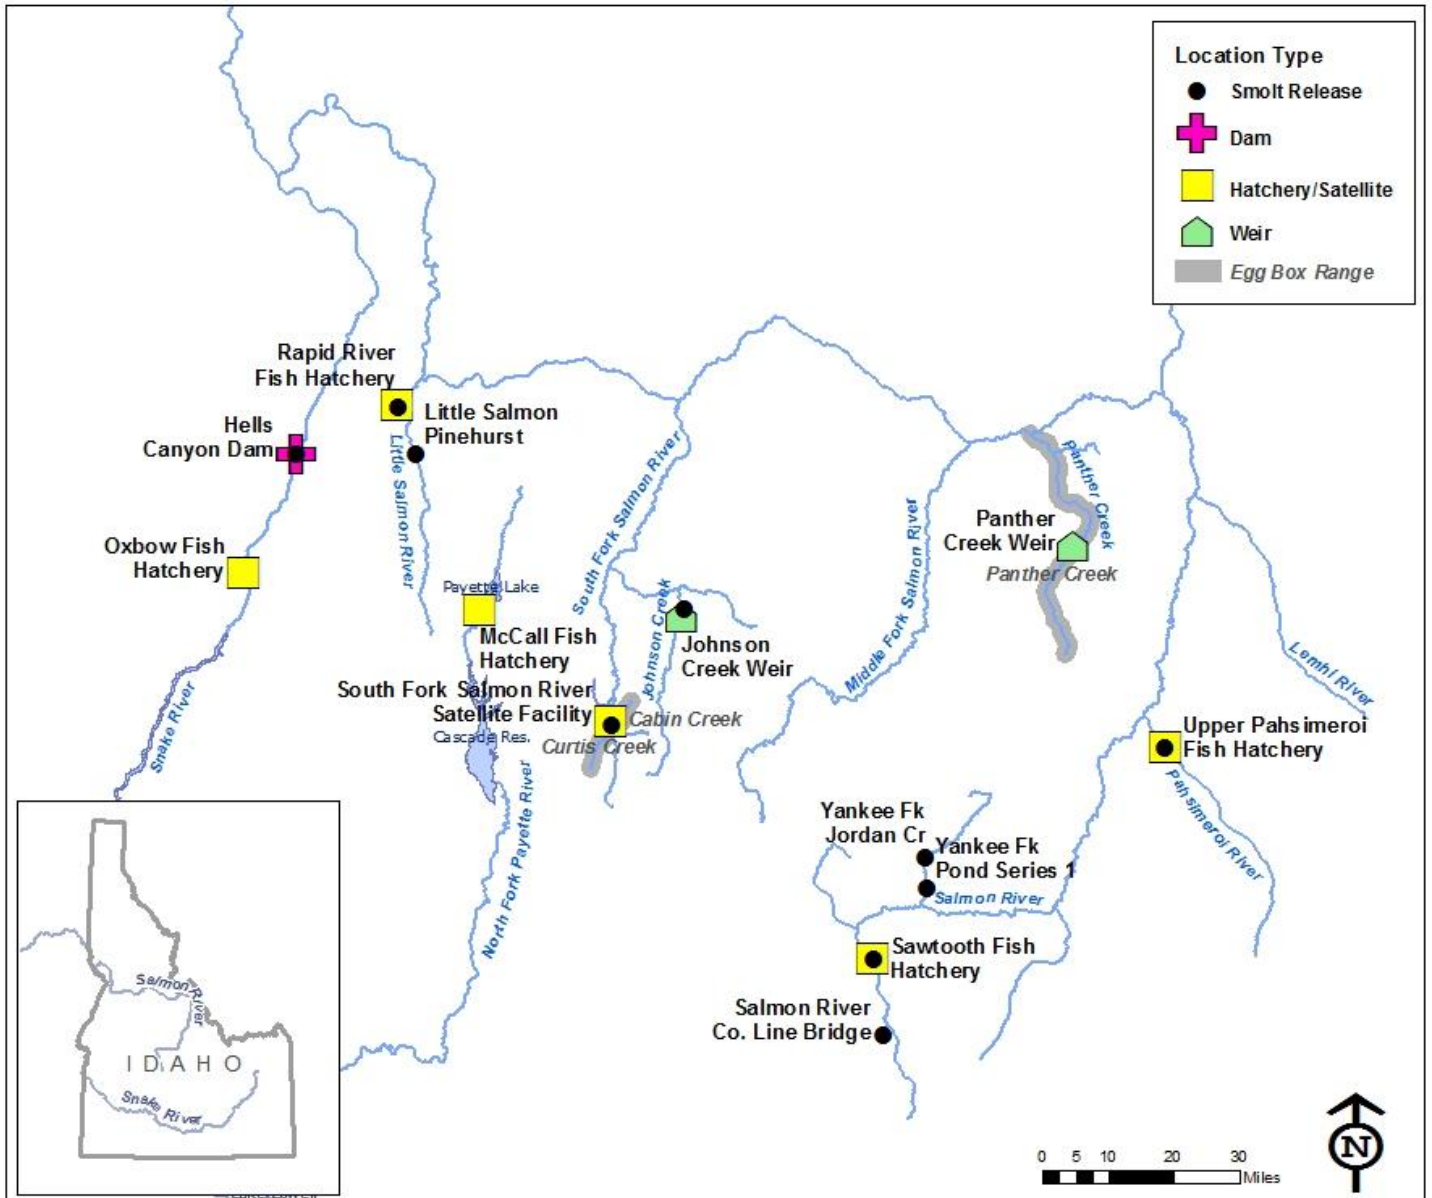 Location Type
Smolt Release
Dam
Hatchery/Satellite
Weir
Egg Box Range
Rapid River
Fish Hatchery
Little Salmon
Pinehurst
Hells
Canyon Dam
Little Salmon River
South Fork Salmon River
Panther Creek
Middle Fork Salmon River
Panther
Creek Weir
Panther Creek
Oxbow Fish
Hatchery
Payette Lake
Johnson Creek
McCall Fish
Hatchery
Johnson
Creek Weir
Lemhi River
South Fork Salmon River
Satellite Facility
Cabin Creek
Cascade Res.
Curtis Creek
Snake River
Upper Pahsimeroi
Fish Hatchery
Pahsimeroi River
North Fork Payette River
Yankee Fk
Jordan Cr
Yankee Fk
Pond Series 1
Salmon River
Sawtooth Fish
Hatchery
Salmon River
Co. Line Bridge
Salmon River
IDAHO
Snake River
N
0 5 10 20 30
Miles